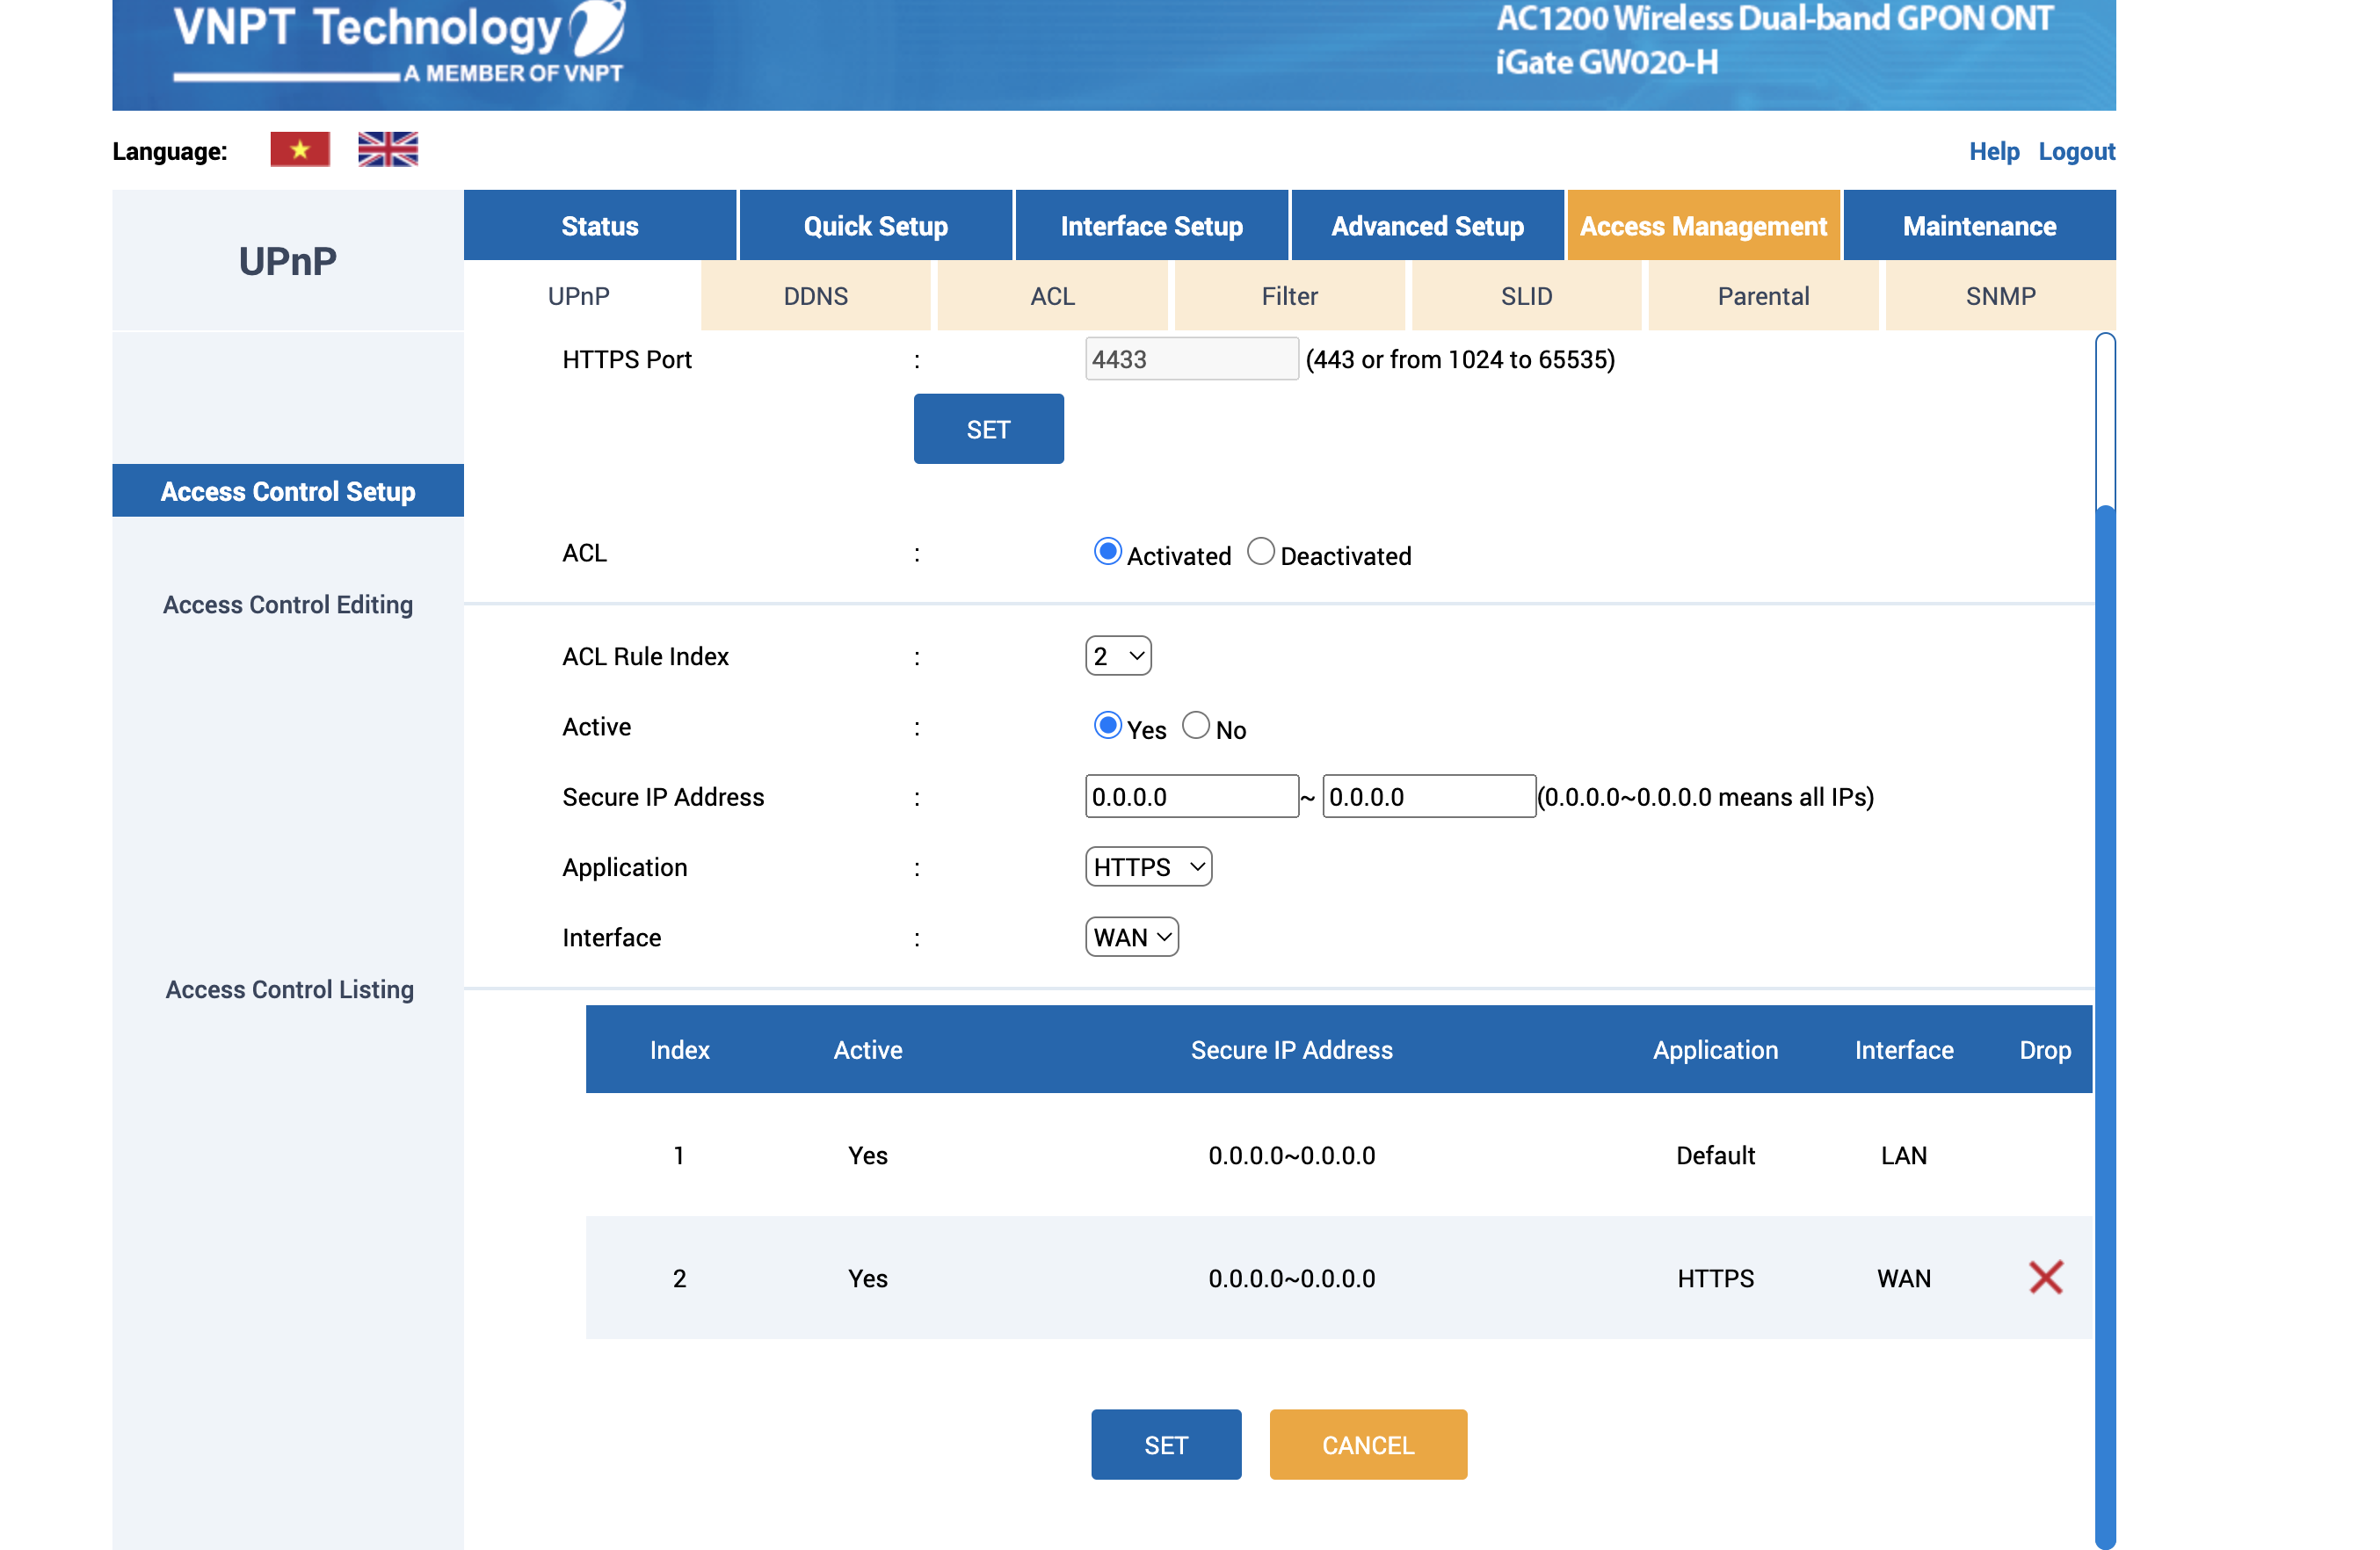 VNPT Technology
A MEMBER OF VNPT
AC1200 Wireless Dual-band GPON ONT
iGate GW020-H
Language:
Help Logout
UPnP
Status Quick Setup Interface Setup Advanced Setup Access Management Maintenance
UPnP DDNS ACL Filter SLID Parental SNMP
HTTPS Port : 4433 (443 or from 1024 to 65535)
SET
Access Control Setup
ACL : Activated Deactivated
Access Control Editing
ACL Rule Index : 2
Active : Yes No
Secure IP Address : 0.0.0.0 ~ 0.0.0.0 (0.0.0.0~0.0.0.0 means all IPs)
Application : HTTPS
Interface : WAN
Access Control Listing
Index Active Secure IP Address Application Interface Drop
1 Yes 0.0.0.0~0.0.0.0 Default LAN
2 Yes 0.0.0.0~0.0.0.0 HTTPS WAN
SET CANCEL